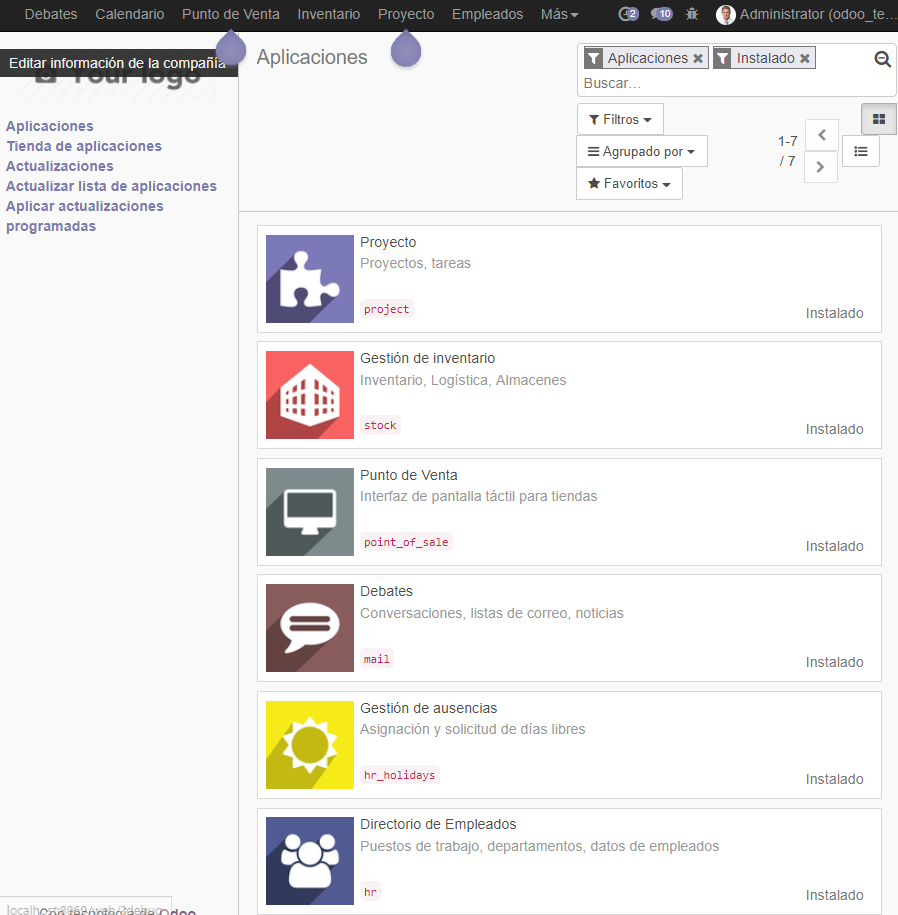 Debates Calendario Punto de Venta Inventario Proyecto Empleados Más 2 10 Administrator (odoo_te...
Editar información de la compañía
Your logo
Aplicaciones
Tienda de aplicaciones
Actualizaciones
Actualizar lista de aplicaciones
Aplicar actualizaciones
programadas
Aplicaciones
Aplicaciones Instalado
Buscar...
Filtros
Agrupado por
Favoritos
1-7
/ 7
Proyecto
Proyectos, tareas
project
Instalado
Gestión de inventario
Inventario, Logística, Almacenes
stock
Instalado
Punto de Venta
Interfaz de pantalla táctil para tiendas
point_of_sale
Instalado
Debates
Conversaciones, listas de correo, noticias
mail
Instalado
Gestión de ausencias
Asignación y solicitud de días libres
hr_holidays
Instalado
Directorio de Empleados
Puestos de trabajo, departamentos, datos de empleados
hr
Instalado
localhost:8069/web/?debug
Con tecnología de Odoo